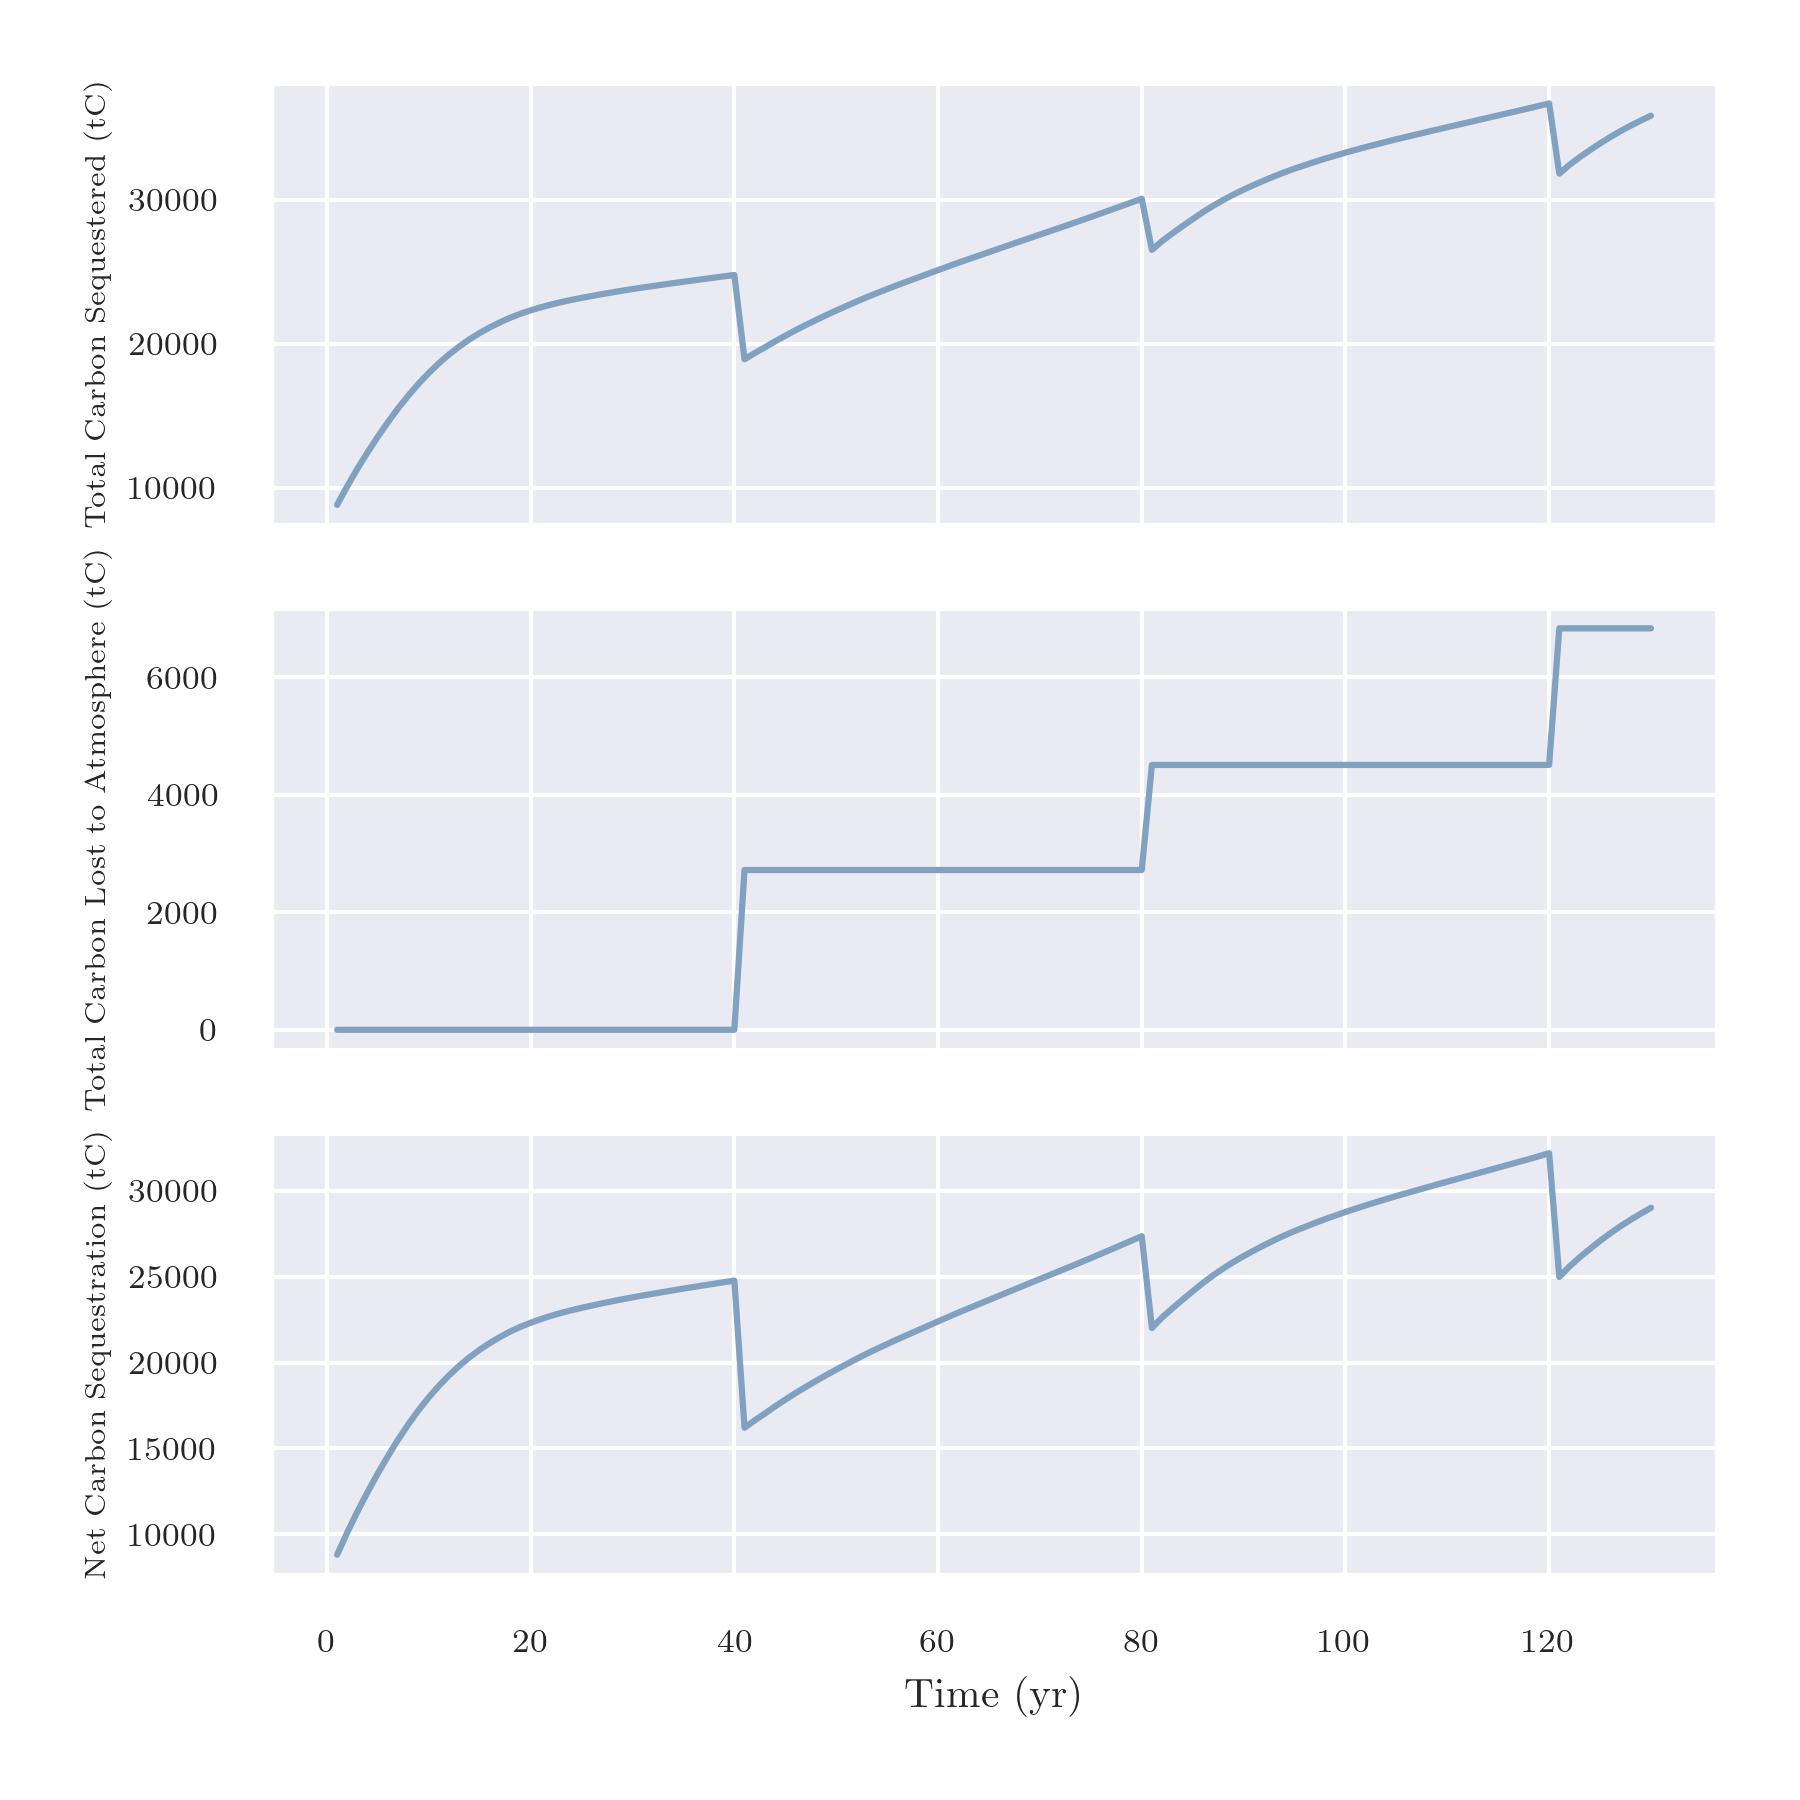 Total Carbon Sequestered (tC)
30000
20000
10000
Total Carbon Lost to Atmosphere (tC)
6000
4000
2000
0
Net Carbon Sequestration (tC)
30000
25000
20000
15000
10000
0 20 40 60 80 100 120
Time (yr)